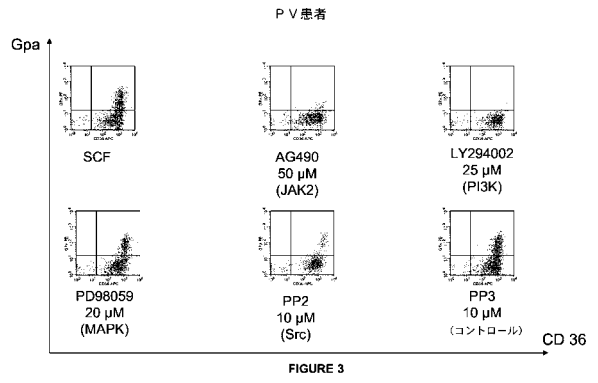 PV患者
Gpa
SCF
AG490
50 µM
(JAK2)
LY294002
25 µM
(PI3K)
PD98059
20 µM
(MAPK)
PP2
10 µM
(Src)
PP3
10 µM
(コントロール)
CD 36
FIGURE 3